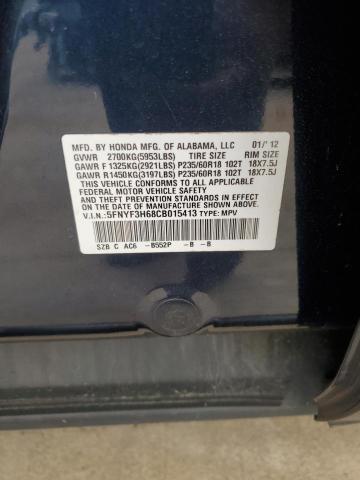 MFD. BY HONDA MFG. OF ALABAMA, LLC 01/'12
GVWR 2700KG(5953LBS) TIRE SIZE RIM SIZE
GAWR F 1325KG(2921LBS) P235/60R18 102T 18X7.5J
GAWR R 1450KG(3197LBS) P235/60R18 102T 18X7.5J
THIS VEHICLE CONFORMS TO ALL APPLICABLE
FEDERAL MOTOR VEHICLE SAFETY
AND THEFT PREVENTION STANDARDS IN EFFECT
ON THE DATE OF MANUFACTURE SHOWN ABOVE.
V.I.N.:5FNYF3H68CB015413 TYPE: MPV
SZB C AC6 -B552P -B -B